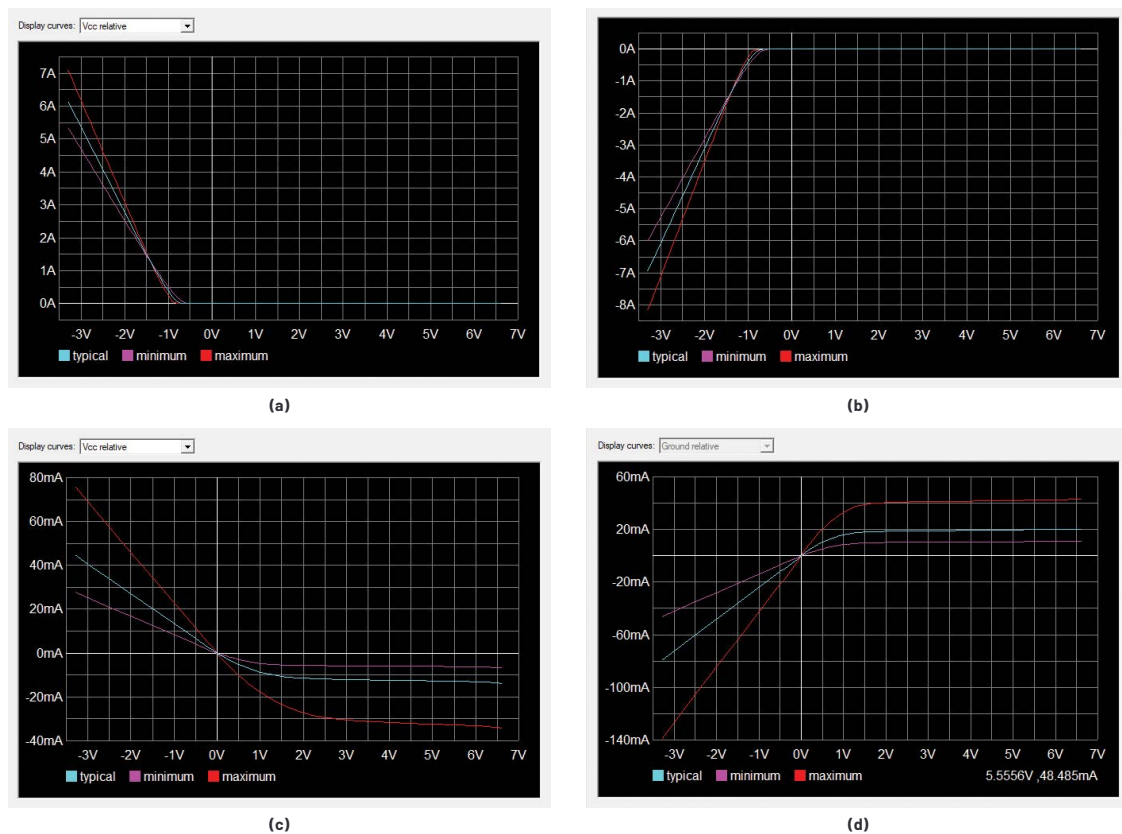 Display curves: Vcc relative
7A
6A
5A
4A
3A
2A
1A
0A
-3V -2V -1V 0V 1V 2V 3V 4V 5V 6V 7V
typical minimum maximum
(a)
0A
-1A
-2A
-3A
-4A
-5A
-6A
-7A
-8A
-3V -2V -1V 0V 1V 2V 3V 4V 5V 6V 7V
typical minimum maximum
(b)
Display curves: Vcc relative
80mA
60mA
40mA
20mA
0mA
-20mA
-40mA
-3V -2V -1V 0V 1V 2V 3V 4V 5V 6V 7V
typical minimum maximum
(c)
Display curves: Ground relative
60mA
20mA
-20mA
-60mA
-100mA
-140mA
-3V -2V -1V 0V 1V 2V 3V 4V 5V 6V 7V
typical minimum maximum 5.5556V ,48.485mA
(d)